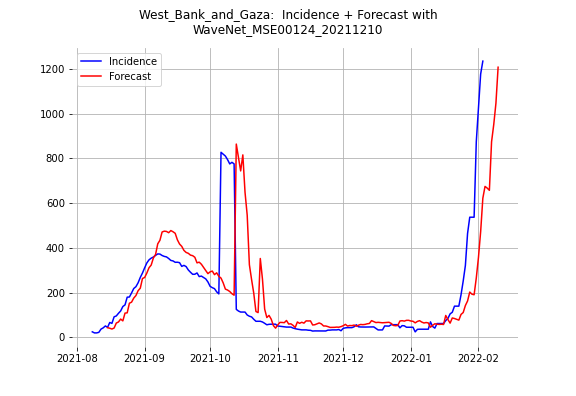 West_Bank_and_Gaza:  Incidence + Forecast with
WaveNet_MSE00124_20211210
Incidence
Forecast
1200
1000
800
600
400
200
0
2021-08 2021-09 2021-10 2021-11 2021-12 2022-01 2022-02